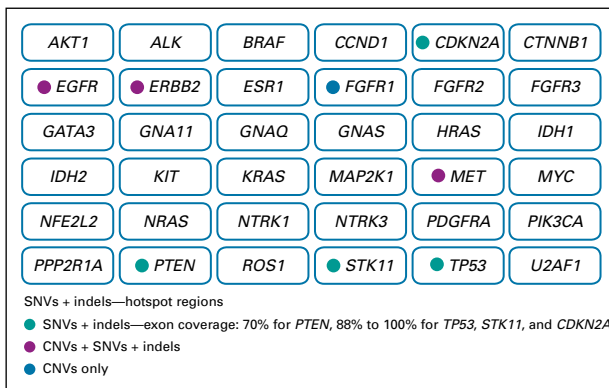 AKT1 ALK BRAF CCND1 CDKN2A CTNNB1
EGFR ERBB2 ESR1 FGFR1 FGFR2 FGFR3
GATA3 GNA11 GNAQ GNAS HRAS IDH1
IDH2 KIT KRAS MAP2K1 MET MYC
NFE2L2 NRAS NTRK1 NTRK3 PDGFRA PIK3CA
PPP2R1A PTEN ROS1 STK11 TP53 U2AF1
SNVs + indels—hotspot regions
SNVs + indels—exon coverage: 70% for PTEN, 88% to 100% for TP53, STK11, and CDKN2A
CNVs + SNVs + indels
CNVs only